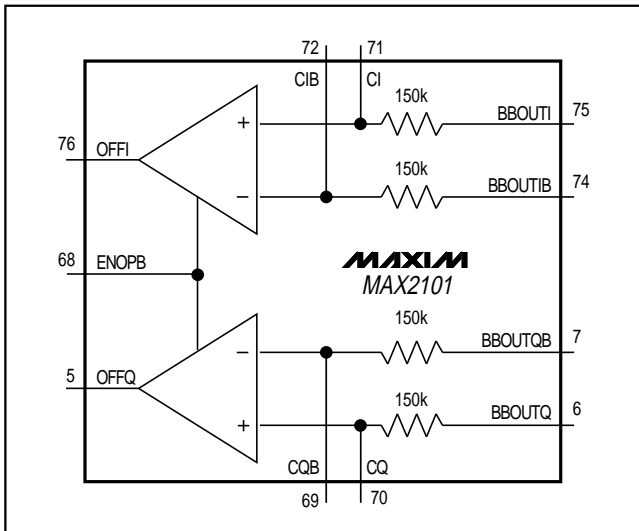 72 71
CIB CI
150k
BBOUTI 75
76 OFFI
+
150k
−
BBOUTIB 74
68 ENOPB
MAXIM
MAX2101
150k
BBOUTQB 7
−
5 OFFQ
150k
BBOUTQ 6
+
CQB CQ
69 70